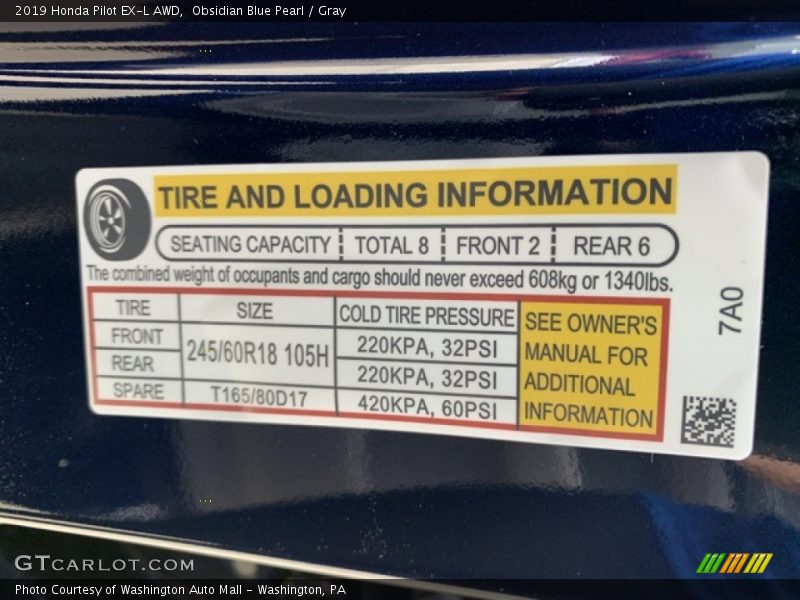 2019 Honda Pilot EX-L AWD,  Obsidian Blue Pearl / Gray
TIRE AND LOADING INFORMATION
SEATING CAPACITY TOTAL 8 FRONT 2 REAR 6
The combined weight of occupants and cargo should never exceed 608kg or 1340lbs.
TIRE SIZE COLD TIRE PRESSURE
FRONT 245/60R18 105H 220KPA, 32PSI
REAR 220KPA, 32PSI
SPARE T165/80D17 420KPA, 60PSI
SEE OWNER'S
MANUAL FOR
ADDITIONAL
INFORMATION
7A0
GTCARLOT.COM
Photo Courtesy of Washington Auto Mall - Washington, PA